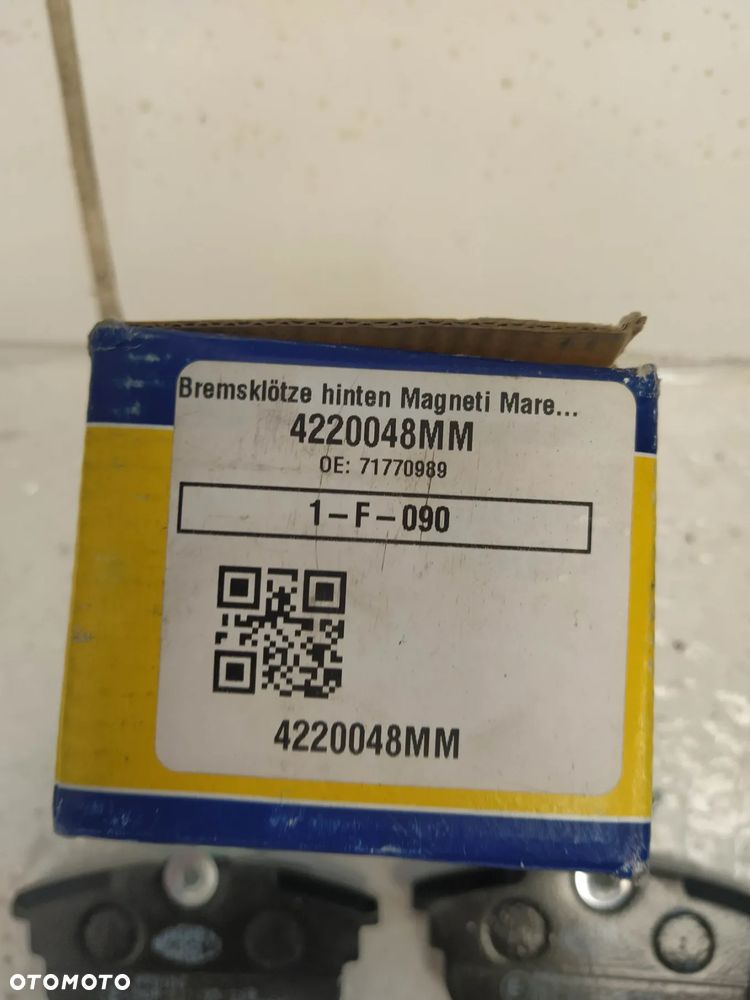 Bremsklötze hinten Magneti Mare...
4220048MM
OE: 71770989
1-F-090
4220048MM
OTOMOTO